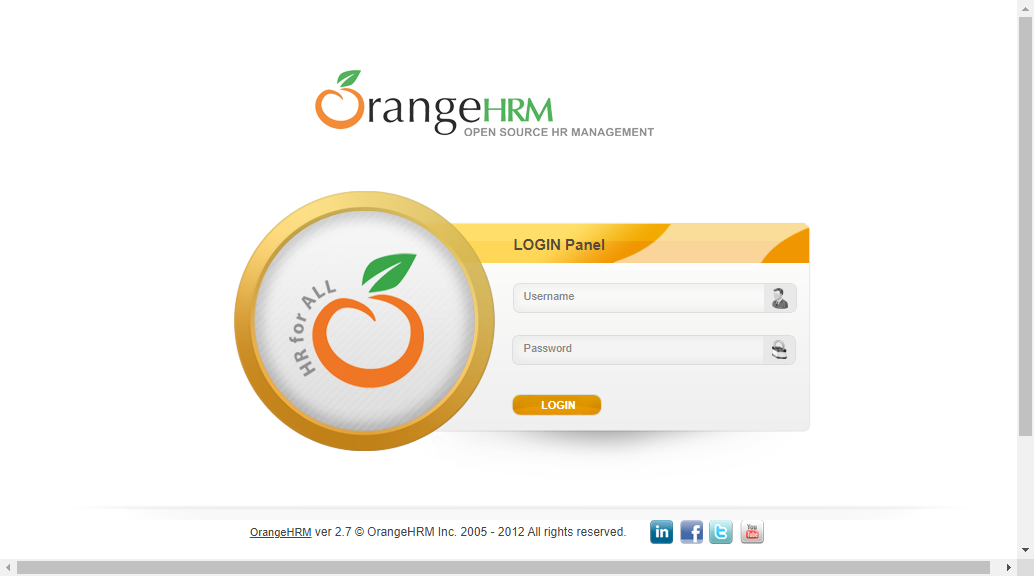 OrangeHRM
OPEN SOURCE HR MANAGEMENT
HR for ALL
LOGIN Panel
Username
Password
LOGIN
OrangeHRM ver 2.7 © OrangeHRM Inc. 2005 - 2012 All rights reserved.
in f t You Tube